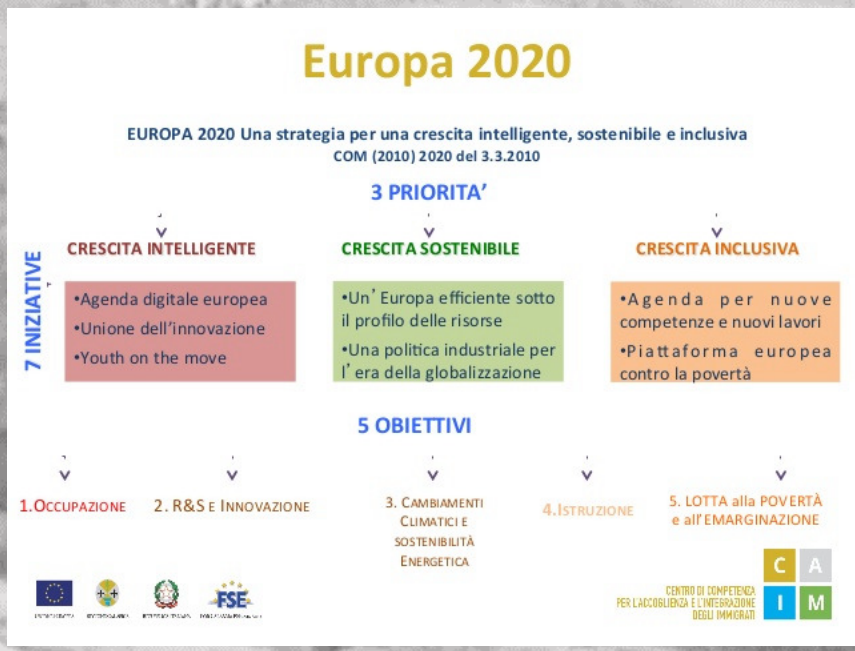 Europa 2020
EUROPA 2020 Una strategia per una crescita intelligente, sostenibile e inclusiva
COM (2010) 2020 del 3.3.2010
3 PRIORITA’
7 INIZIATIVE
CRESCITA INTELLIGENTE
•Agenda digitale europea
•Unione dell’innovazione
•Youth on the move
CRESCITA SOSTENIBILE
•Un’ Europa efficiente sotto
il profilo delle risorse
•Una politica industriale per
l’ era della globalizzazione
CRESCITA INCLUSIVA
•Agenda per nuove
competenze e nuovi lavori
•Piattaforma europea
contro la povertà
5 OBIETTIVI
1.OCCUPAZIONE
2. R&S E INNOVAZIONE
3. CAMBIAMENTI
CLIMATICI E
SOSTENIBILITÀ
ENERGETICA
4.ISTRUZIONE
5. LOTTA alla POVERTÀ
e all’EMARGINAZIONE
FSE
CENTRO DI COMPETENZA
PER L'ACCOGLIENZA E L'INTEGRAZIONE
DEGLI IMMIGRATI
C A
I M